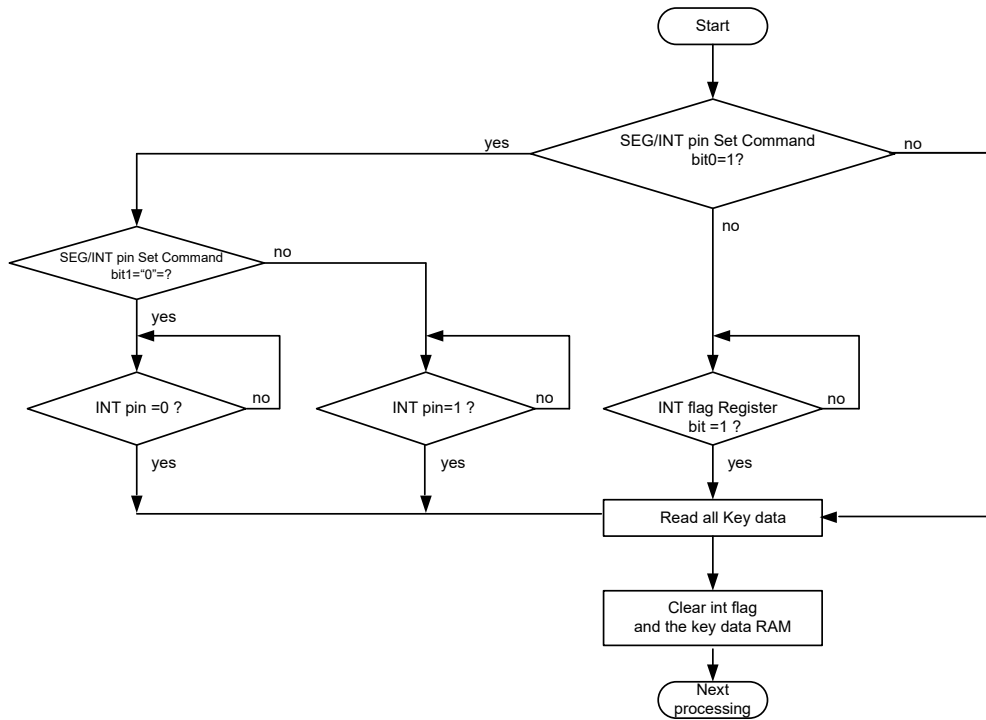 Start
SEG/INT pin Set Command
bit0=1?
yes
no
no
SEG/INT pin Set Command
bit1=“0”=?
no
yes
INT pin =0 ?
no
INT pin=1 ?
no
INT flag Register
bit =1 ?
no
yes
yes
yes
Read all Key data
Clear int flag
and the key data RAM
Next
processing